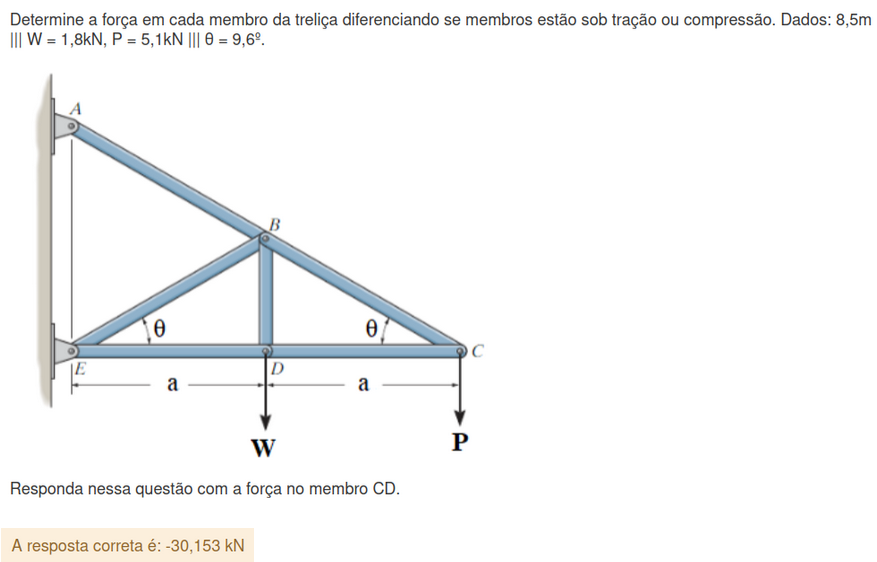 Determine a força em cada membro da treliça diferenciando se membros estão sob tração ou compressão. Dados: 8,5m
||| W = 1,8kN, P = 5,1kN ||| θ = 9,6º.
A
B
θ
θ
C
E
D
a
a
W
P
Responda nessa questão com a força no membro CD.
A resposta correta é: -30,153 kN